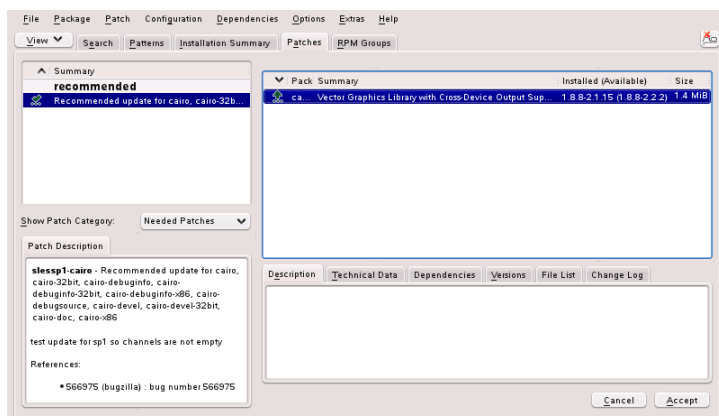 File Package Patch Configuration Dependencies Options Extras Help
View Search Patterns Installation Summary Patches RPM Groups
Summary
recommended
Recommended update for cairo, cairo-32b...
Show Patch Category: Needed Patches
Patch Description
slessp1-cairo - Recommended update for cairo,
cairo-32bit, cairo-debuginfo, cairo-
debuginfo-32bit, cairo-debuginfo-x86, cairo-
debugsource, cairo-devel, cairo-devel-32bit,
cairo-doc, cairo-x86
test update for sp1 so channels are not empty
References:
• 566975 (bugzilla) : bug number 566975
Pack Summary Installed (Available) Size
ca... Vector Graphics Library with Cross-Device Output Sup... 1.8.8-2.1.15 (1.8.8-2.2.2) 1.4 MiB
Description Technical Data Dependencies Versions File List Change Log
Cancel Accept